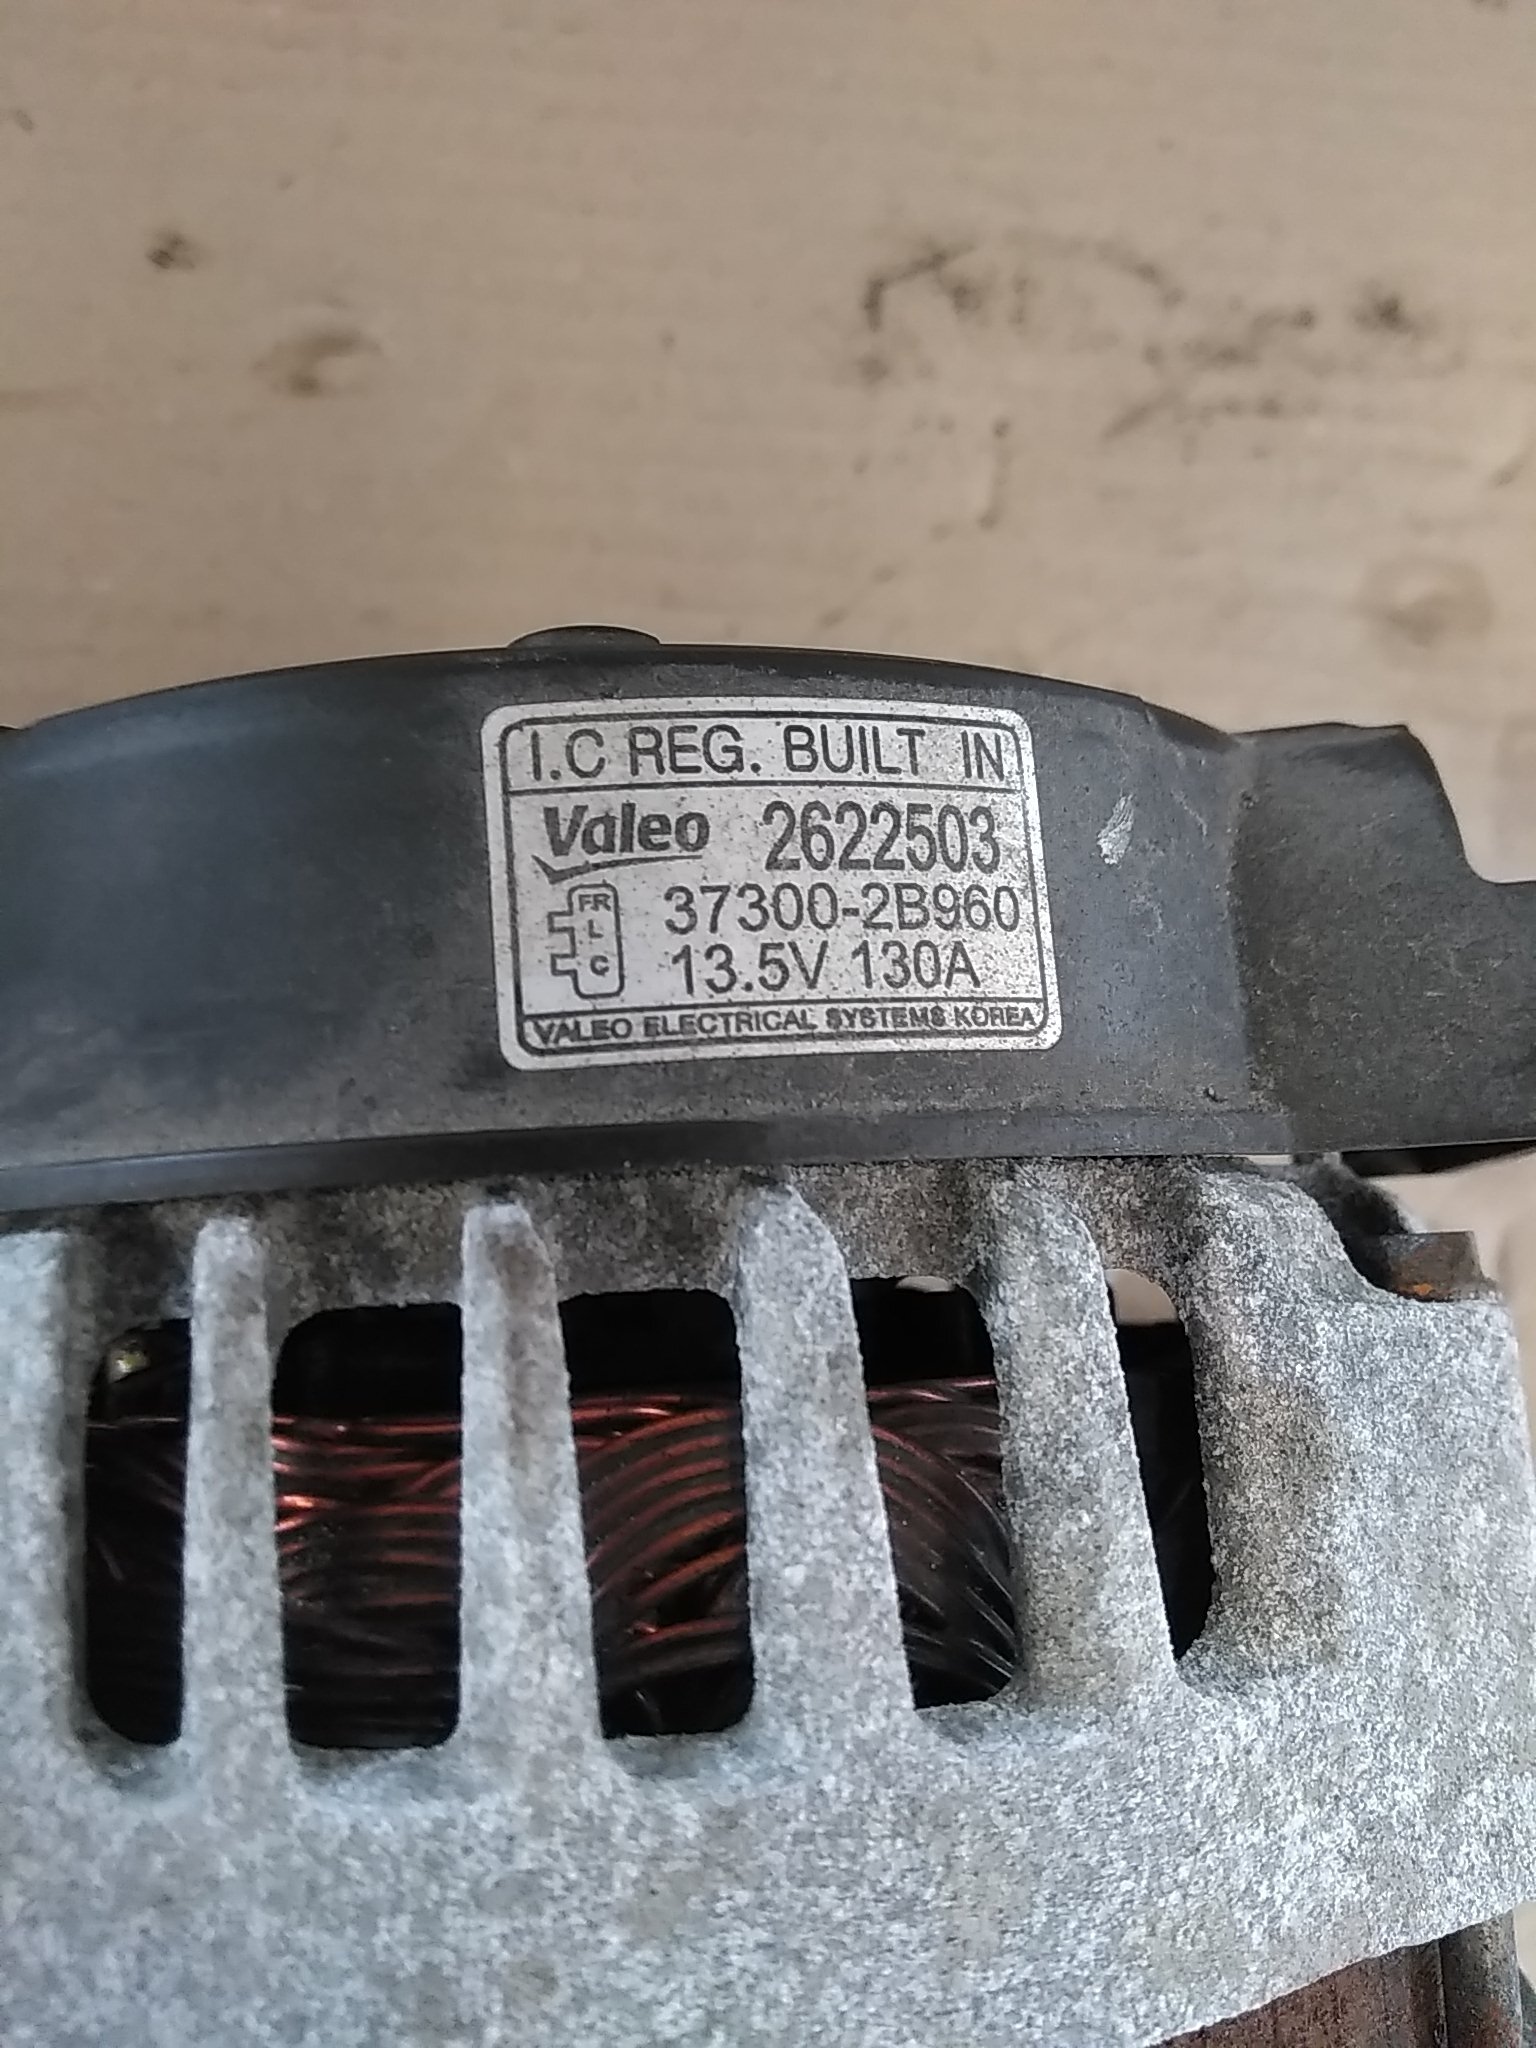 I.C REG. BUILT IN
Valeo 2622503
FR 37300-2B960
L
C 13.5V 130A
VALEO ELECTRICAL SYSTEMS KOREA